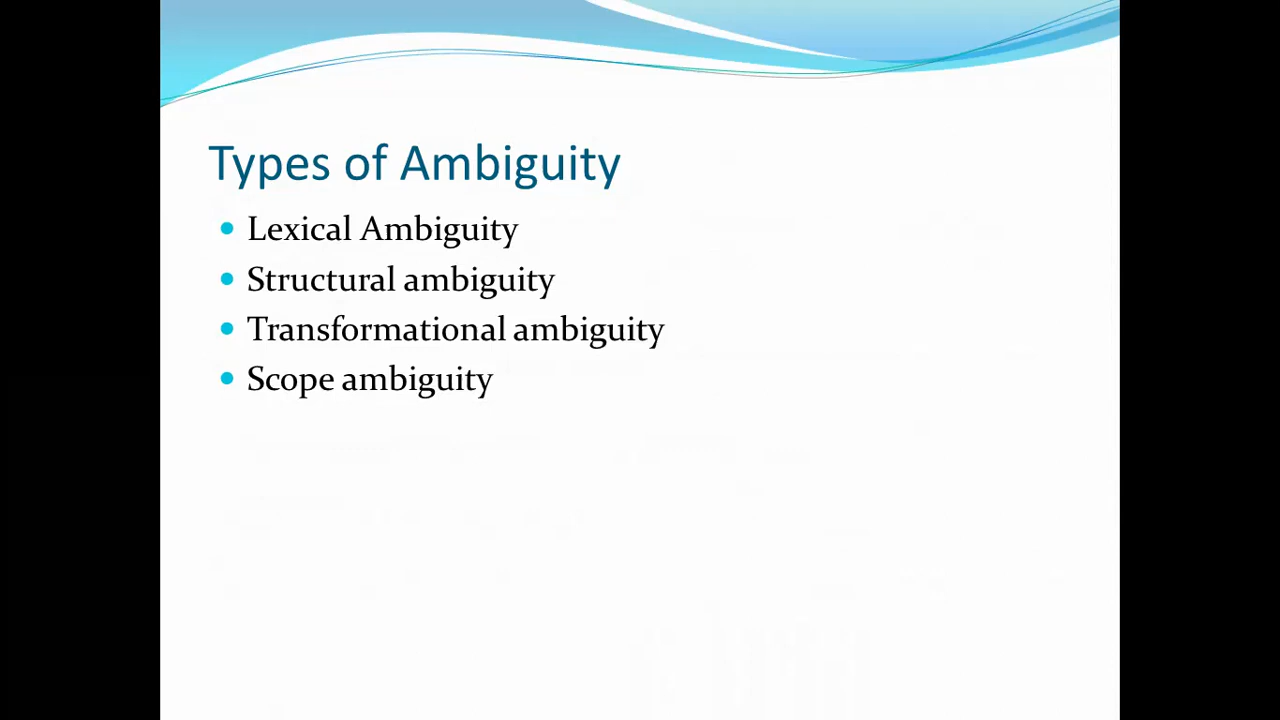 Types of Ambiguity
• Lexical Ambiguity
• Structural ambiguity
• Transformational ambiguity
• Scope ambiguity